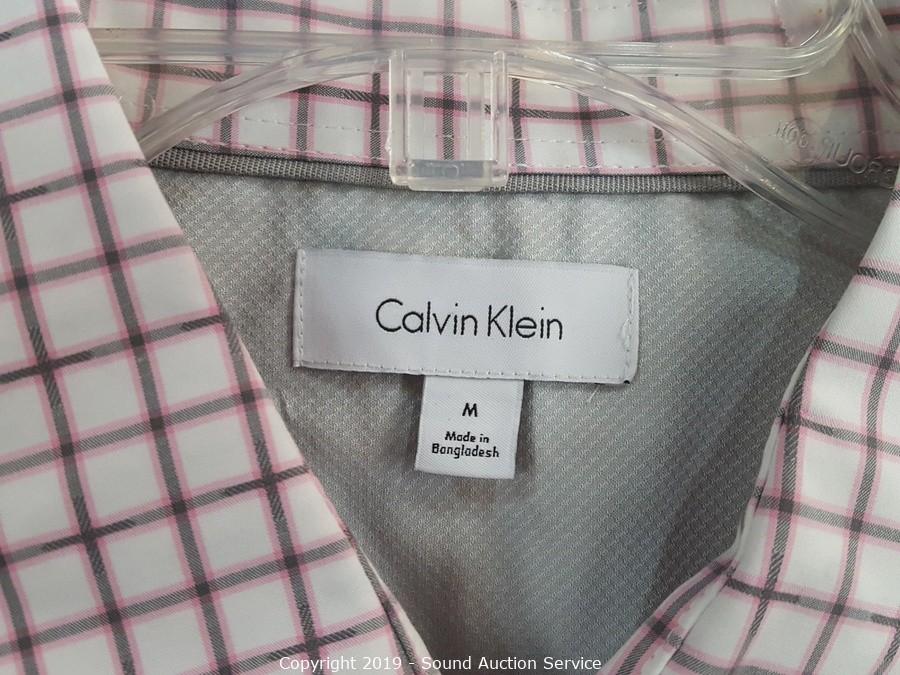 Calvin Klein
M
Made in
Bangladesh
Copyright 2019 - Sound Auction Service